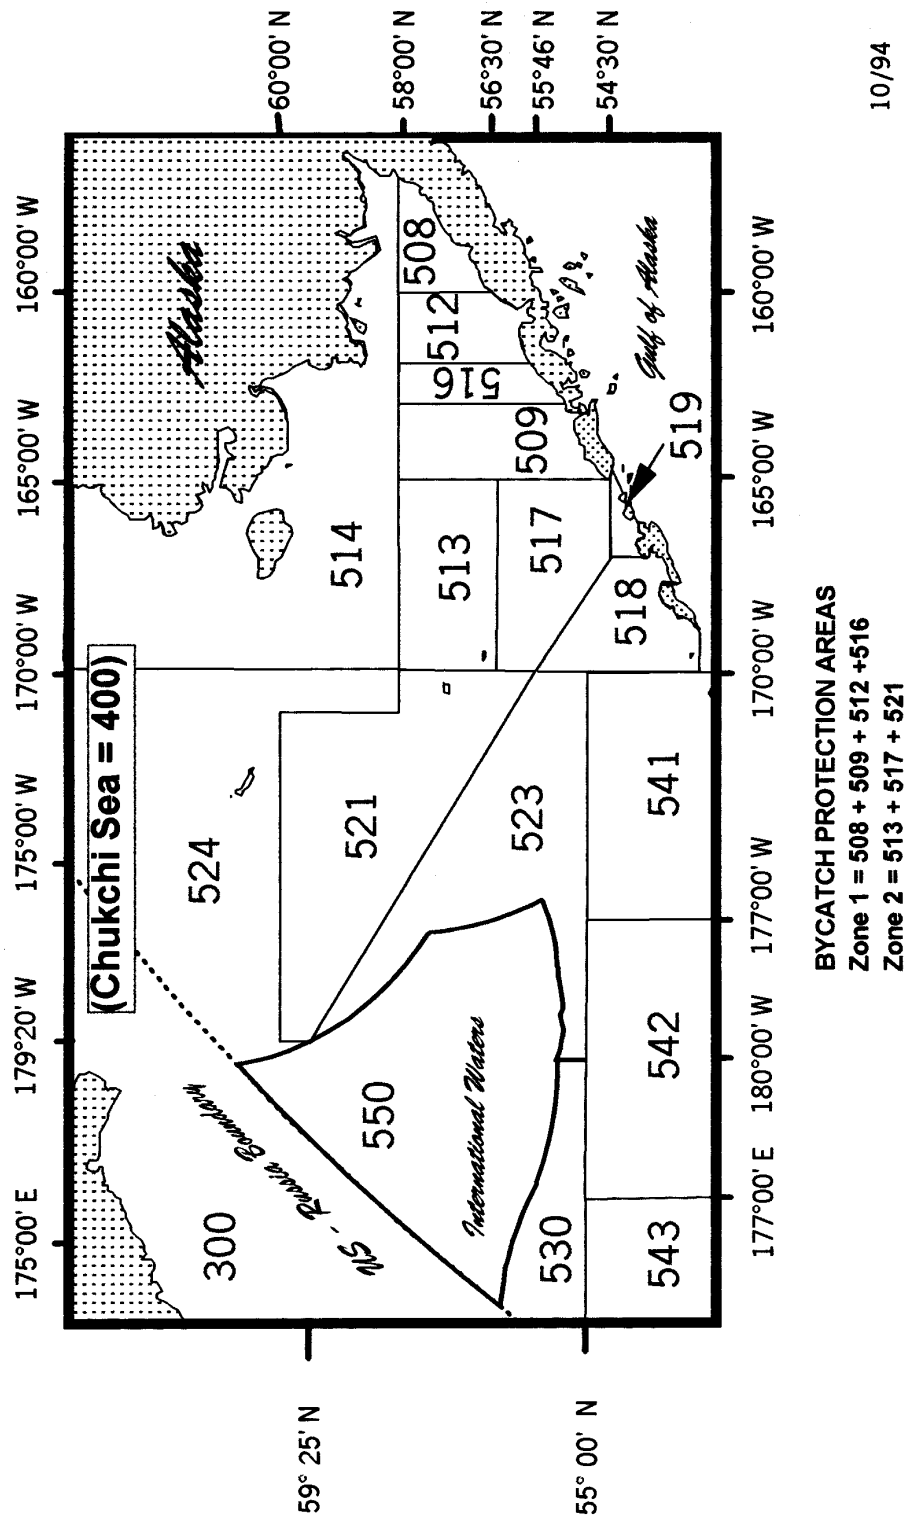 175°00' E
179°20' W
175°00' W
170°00' W
165°00' W
160°00' W
(Chukchi Sea = 400)
Alaska
60°00' N
58°00' N
56°30' N
55°46' N
54°30' N
59° 25' N
55° 00' N
300
US - Russia Boundary
524
514
550
International Waters
521
523
513
517
509
516
512
508
518
519
530
543
542
541
Gulf of Alaska
177°00' E
180°00' W
177°00' W
170°00' W
165°00' W
160°00' W
BYCATCH PROTECTION AREAS
Zone 1 = 508 + 509 + 512 +516
Zone 2 = 513 + 517 + 521
10/94